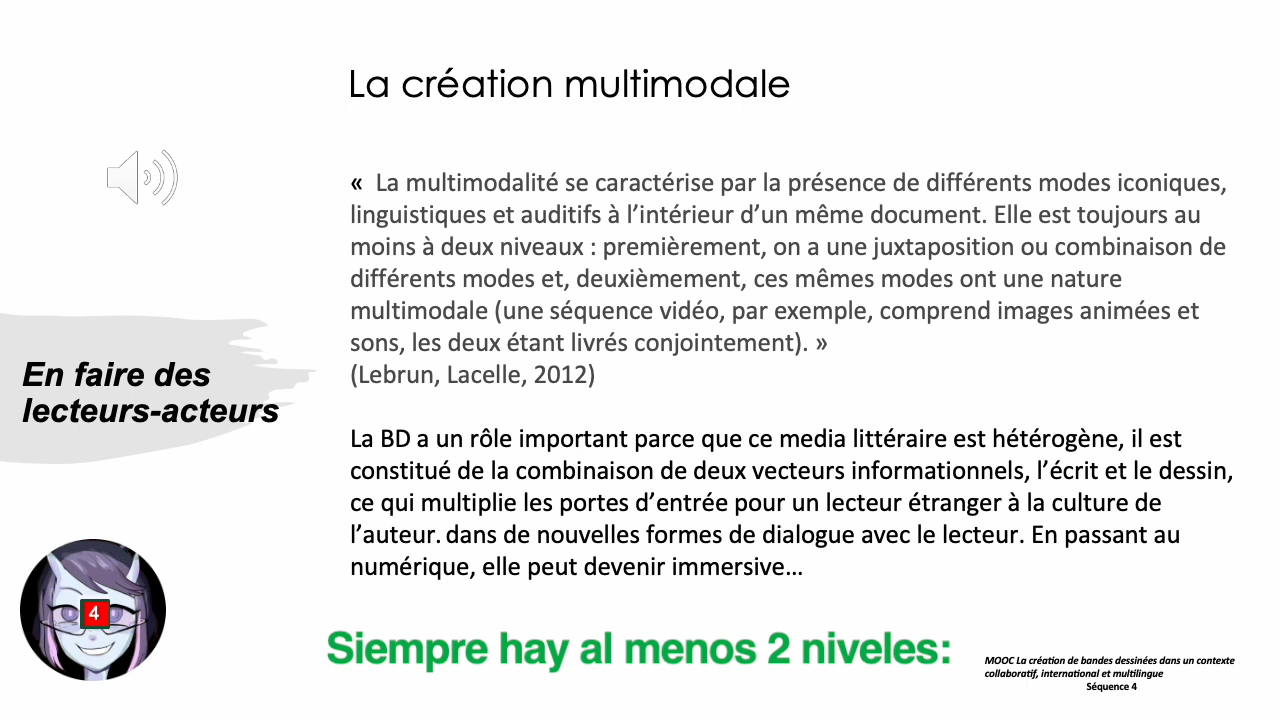 La création multimodale
«  La multimodalité se caractérise par la présence de différents modes iconiques,
linguistiques et auditifs à l’intérieur d’un même document. Elle est toujours au
moins à deux niveaux : premièrement, on a une juxtaposition ou combinaison de
différents modes et, deuxièmement, ces mêmes modes ont une nature
multimodale (une séquence vidéo, par exemple, comprend images animées et
sons, les deux étant livrés conjointement). »
(Lebrun, Lacelle, 2012)
En faire des
lecteurs-acteurs
La BD a un rôle important parce que ce media littéraire est hétérogène, il est
constitué de la combinaison de deux vecteurs informationnels, l’écrit et le dessin,
ce qui multiplie les portes d’entrée pour un lecteur étranger à la culture de
l’auteur. dans de nouvelles formes de dialogue avec le lecteur. En passant au
numérique, elle peut devenir immersive…
4
Siempre hay al menos 2 niveles:
MOOC La création de bandes dessinées dans un contexte
collaboratif, international et multilingue
Séquence 4